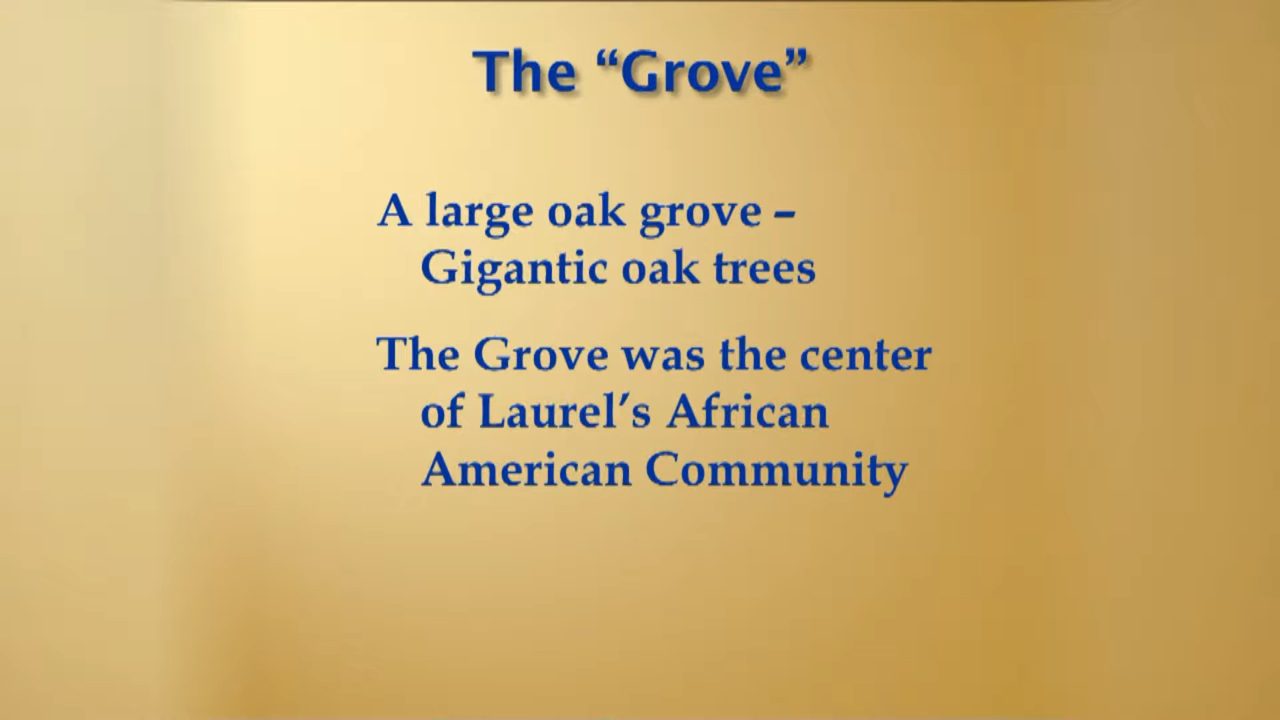 The “Grove”
A large oak grove –
Gigantic oak trees
The Grove was the center
of Laurel’s African
American Community